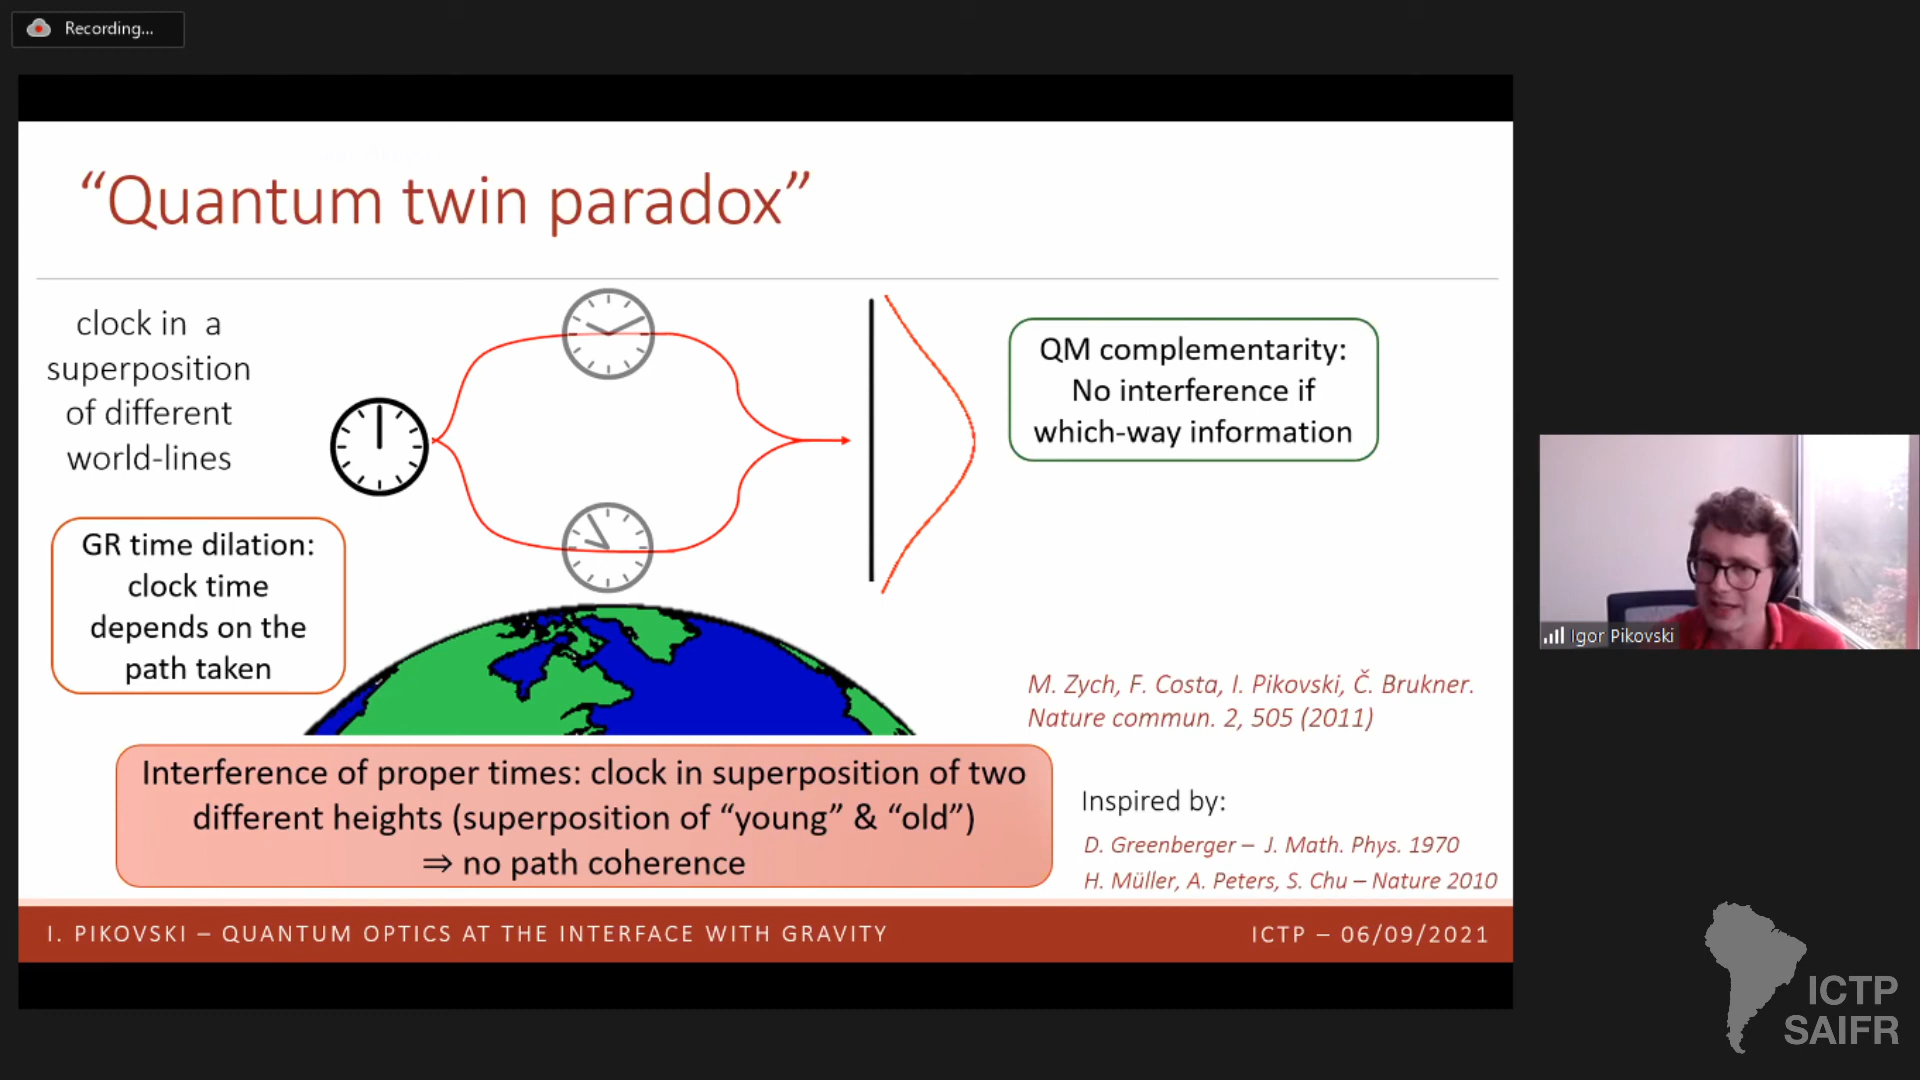 Recording...
“Quantum twin paradox”
clock in a
superposition
of different
world-lines
QM complementarity:
No interference if
which-way information
GR time dilation:
clock time
depends on the
path taken
Igor Pikovski
M. Zych, F. Costa, I. Pikovski, Č. Brukner.
Nature commun. 2, 505 (2011)
Interference of proper times: clock in superposition of two
different heights (superposition of “young” & “old”)
⇒ no path coherence
Inspired by:
D. Greenberger – J. Math. Phys. 1970
H. Müller, A. Peters, S. Chu – Nature 2010
I. PIKOVSKI – QUANTUM OPTICS AT THE INTERFACE WITH GRAVITY
ICTP – 06/09/2021
ICTP
SAIFR